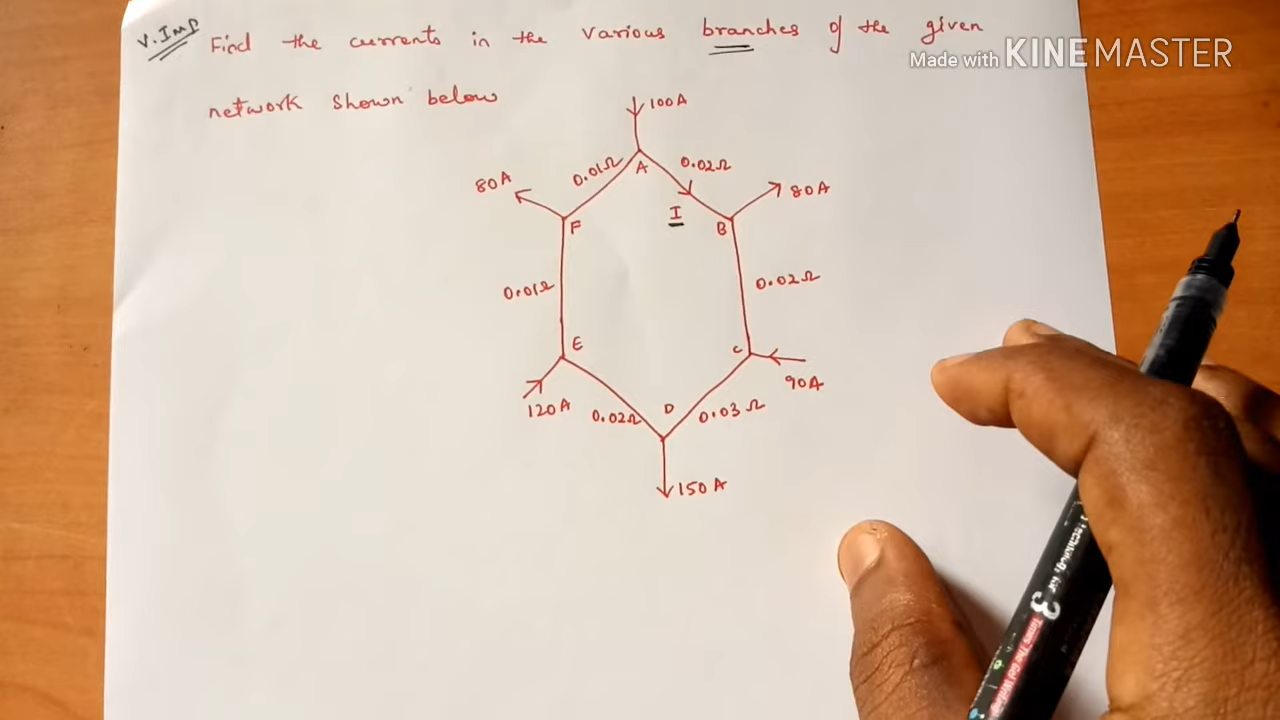 V.Imp
Find the currents in the various branches of the given
Made with KINEMASTER
network shown below
100A
0.01Ω
A
0.02Ω
80A
80A
I
F
B
0.01Ω
0.02Ω
E
C
90A
120A
0.02Ω
D
0.03Ω
150A
3